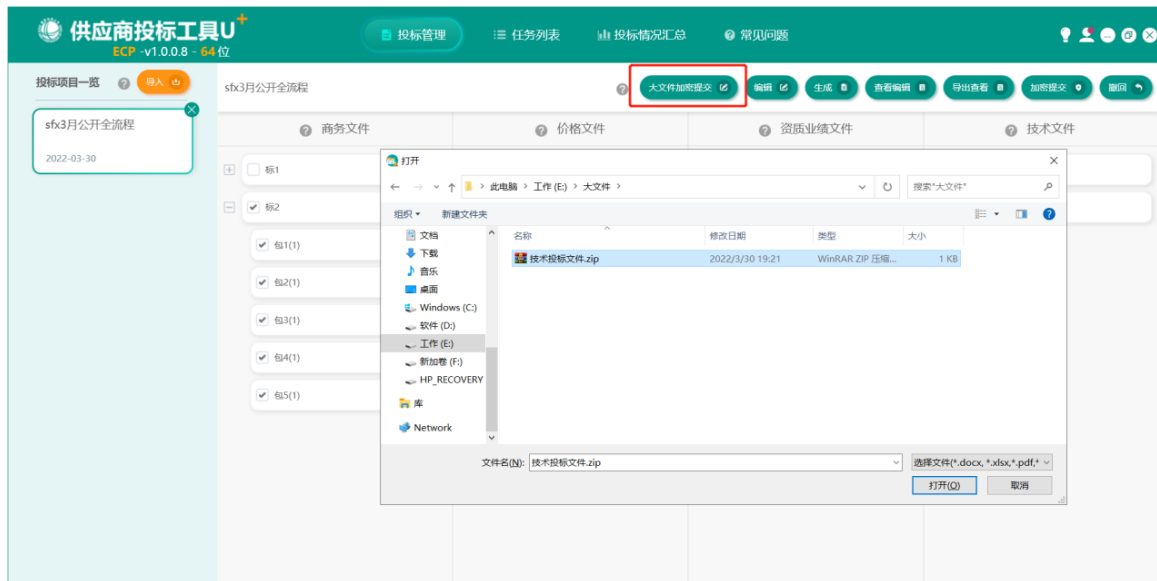 供应商投标工具U+
ECP -v1.0.0.8 - 64位
投标管理
任务列表
投标情况汇总
常见问题
投标项目一览
导入
sfx3月公开全流程
大文件加密提交
编辑
生成
查看编辑
导出查看
加密提交
撤回
sfx3月公开全流程
2022-03-30
商务文件
价格文件
资质业绩文件
技术文件
标1
标2
包1(1)
包2(1)
包3(1)
包4(1)
包5(1)
打开
此电脑 > 工作 (E:) > 大文件 >
搜索"大文件"
组织
新建文件夹
名称
修改日期
类型
大小
文档
下载
音乐
桌面
Windows (C:)
软件 (D:)
工作 (E:)
新加卷 (F:)
HP_RECOVERY
库
Network
技术投标文件.zip
2022/3/30 19:21
WinRAR ZIP 压缩...
1 KB
文件名(N):
技术投标文件.zip
选择文件(*.docx, *.xlsx,*.pdf,*
打开(O)
取消